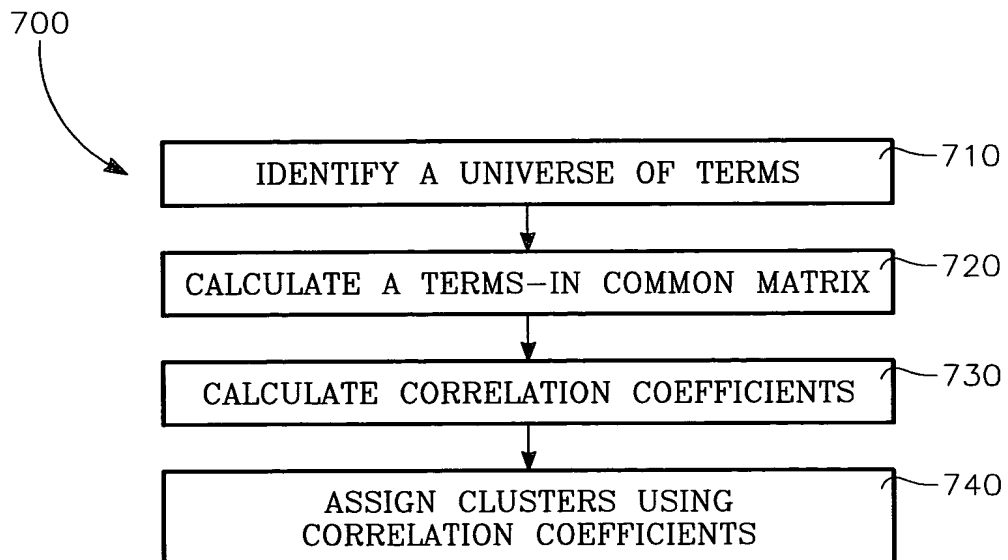 700
IDENTIFY A UNIVERSE OF TERMS
710
CALCULATE A TERMS-IN COMMON MATRIX
720
CALCULATE CORRELATION COEFFICIENTS
730
ASSIGN CLUSTERS USING
CORRELATION COEFFICIENTS
740